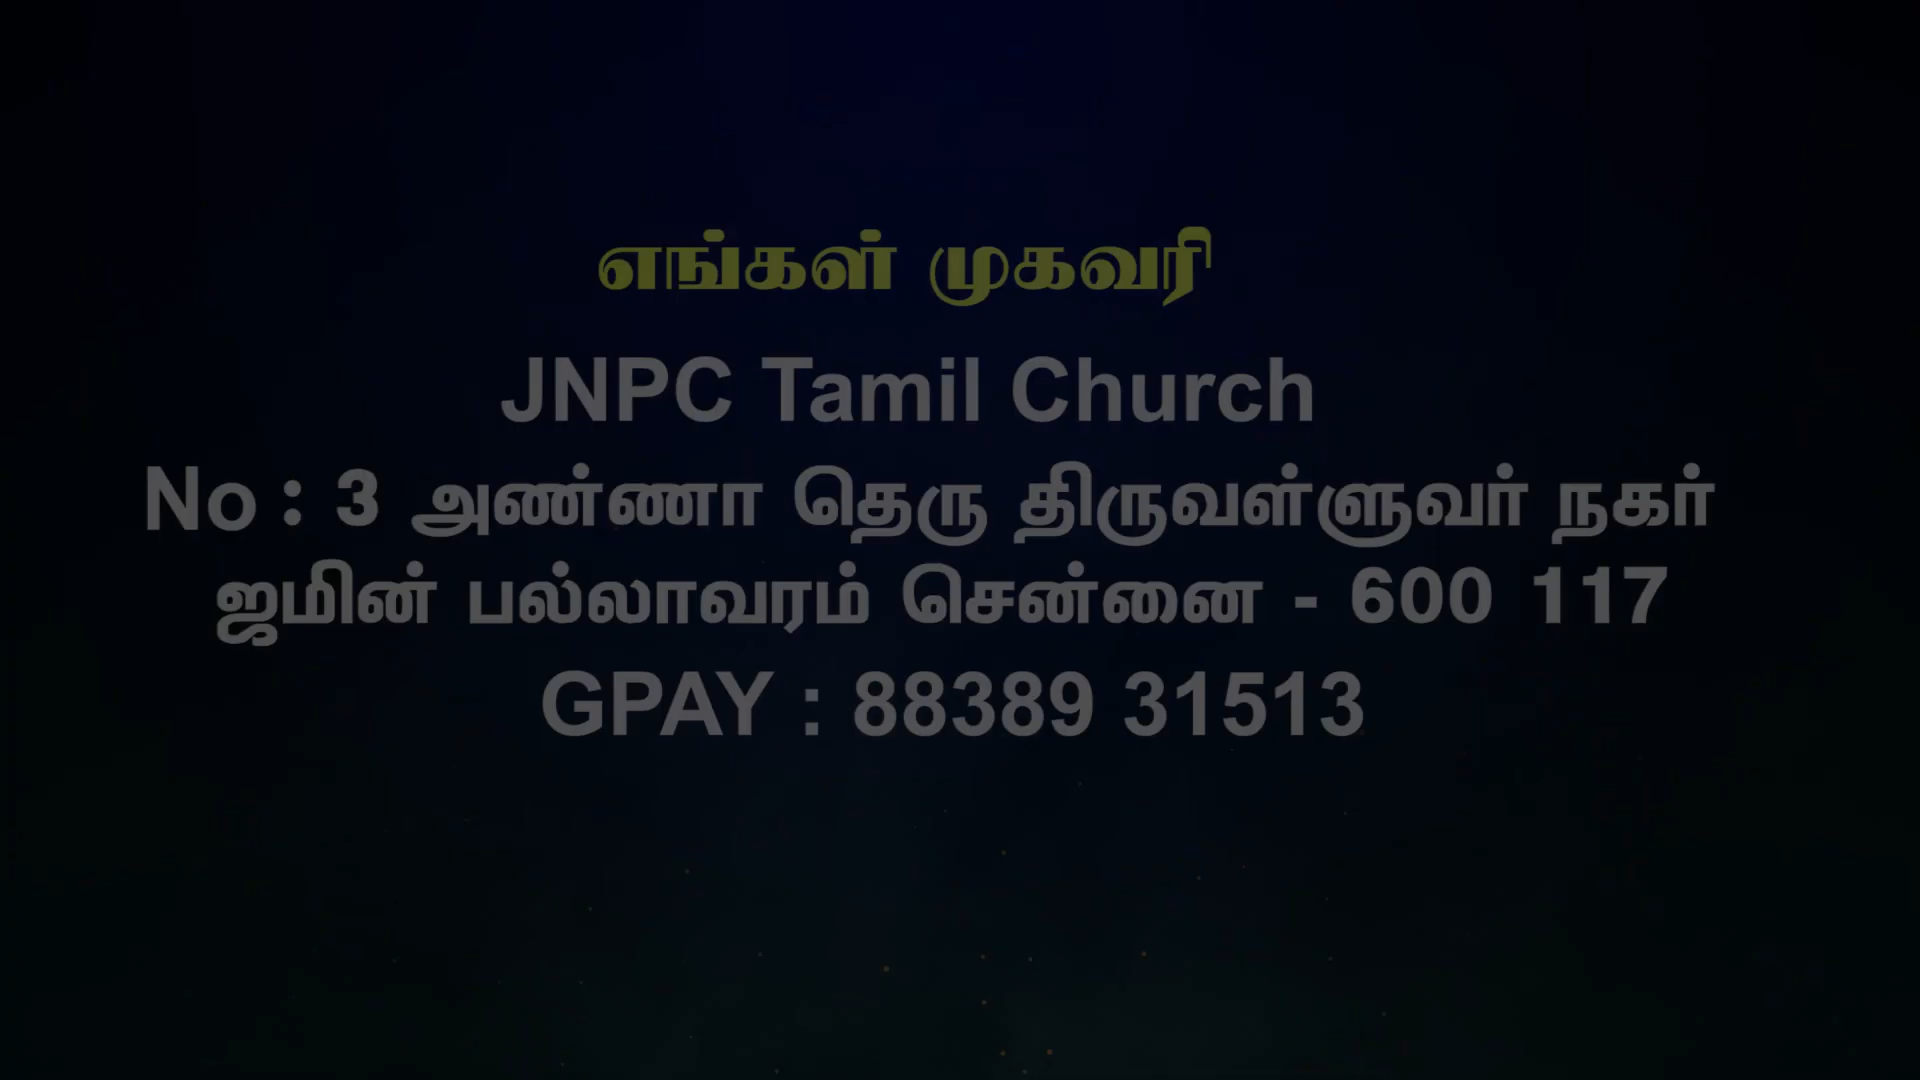 எங்கள் முகவரி
JNPC Tamil Church
No : 3 அண்ணா தெரு திருவள்ளுவர் நகர்
ஜமின் பல்லாவரம் சென்னை - 600 117
GPAY : 88389 31513